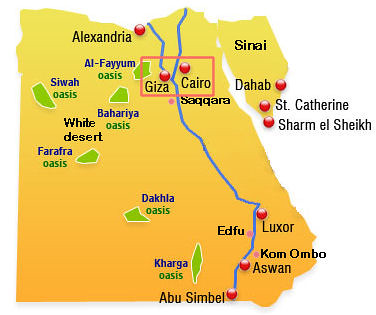 Alexandria
Sinai
Al-Fayyum
oasis
Siwah
oasis
Giza
Cairo
Dahab
Saqqara
St. Catherine
Bahariya
oasis
Sharm el Sheikh
White
desert
Farafra
oasis
Dakhla
oasis
Luxor
Edfu
Kom Ombo
Kharga
oasis
Aswan
Abu Simbel